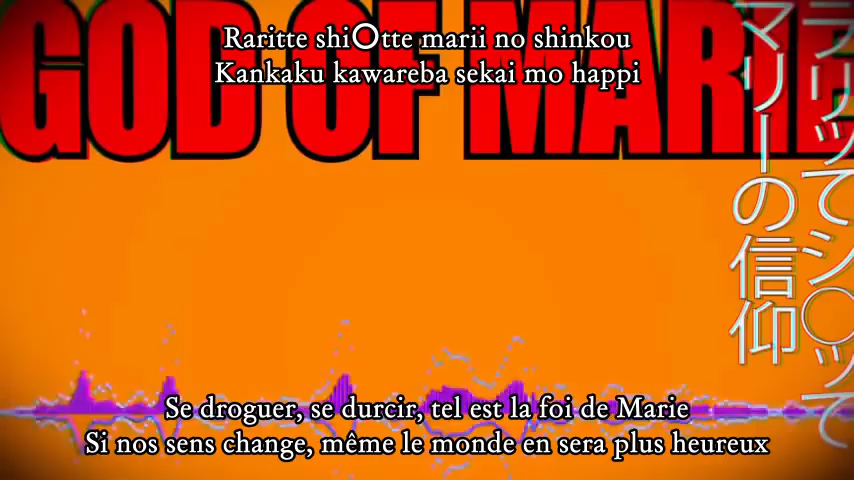 GOD OF MARIE
Raritte shi〇tte marii no shinkou
Kankaku kawareba sekai mo happi
ラリッてシ〇ッて
マリーの信仰
Se droguer, se durcir, tel est la foi de Marie
Si nos sens change, même le monde en sera plus heureux